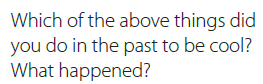 Which of the above things did
you do in the past to be cool?
What happened?